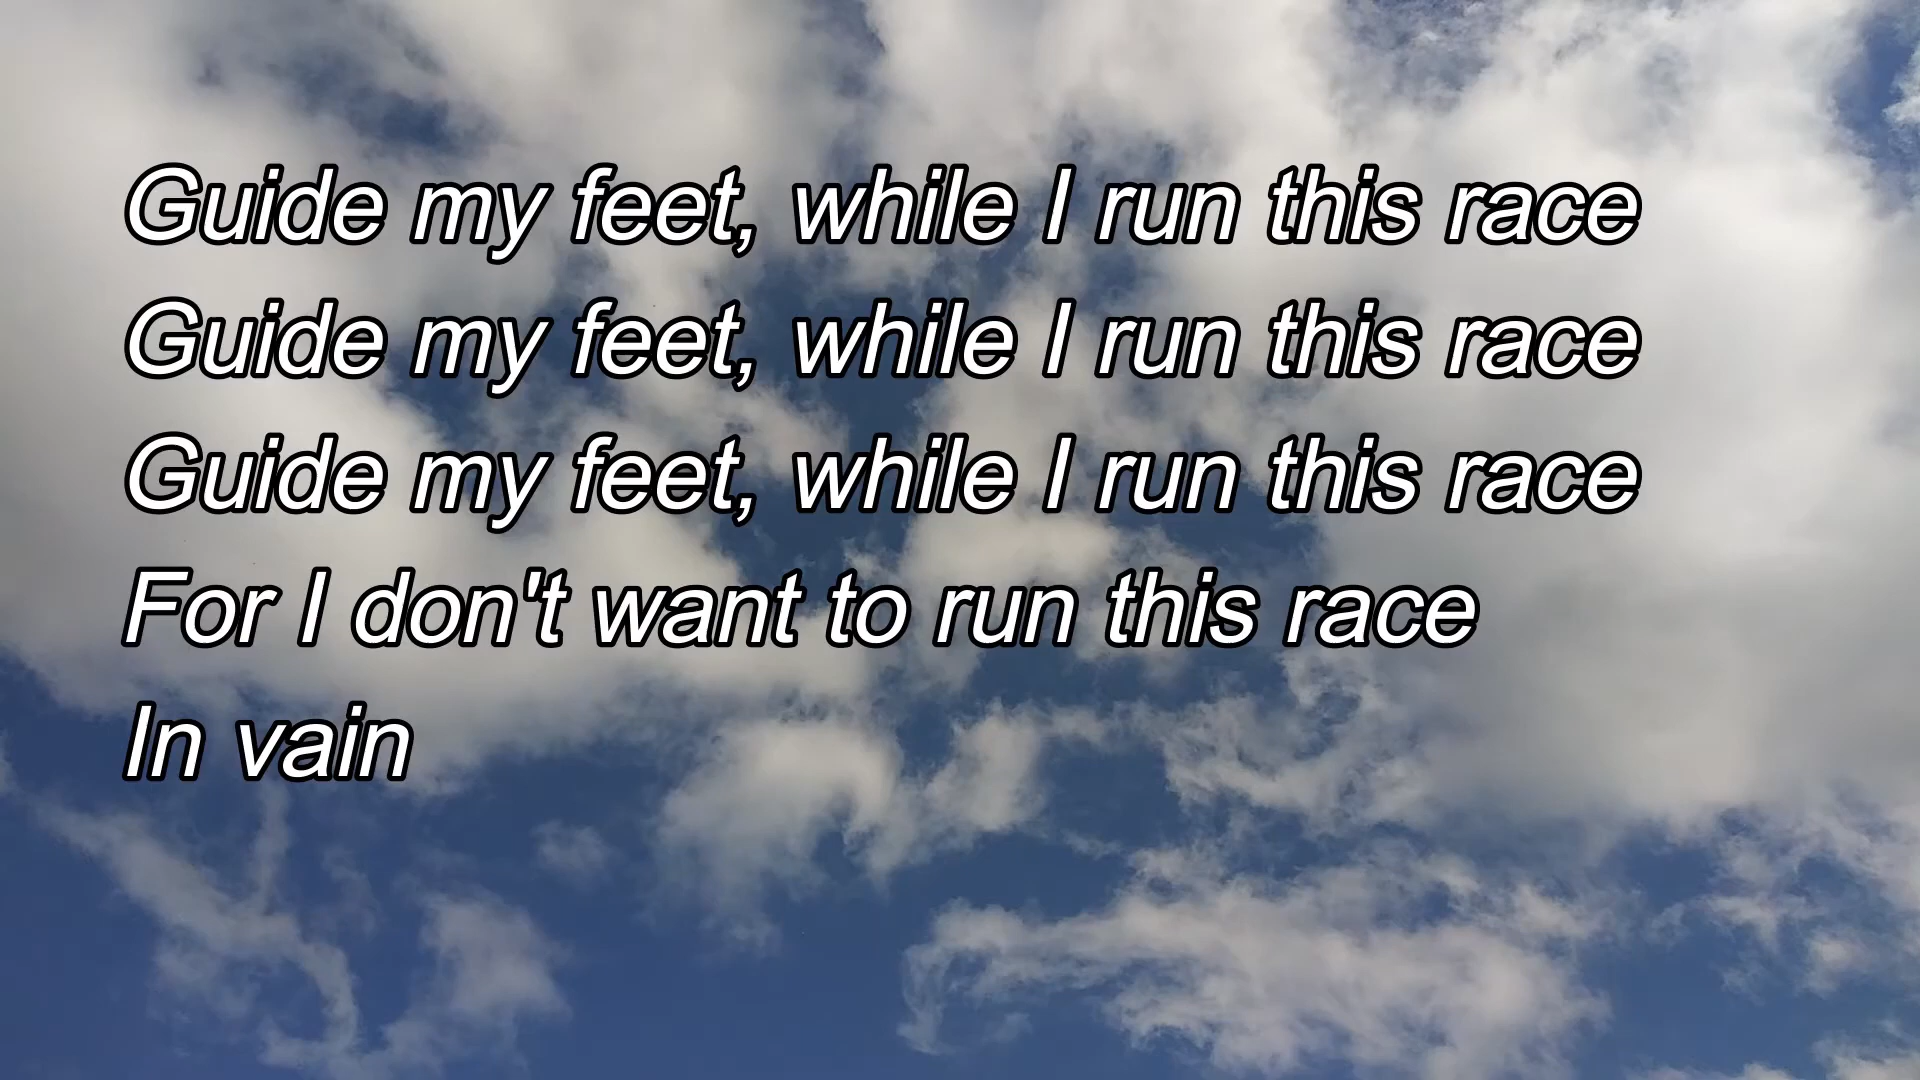 Guide my feet, while I run this race
Guide my feet, while I run this race
Guide my feet, while I run this race
For I don't want to run this race
In vain